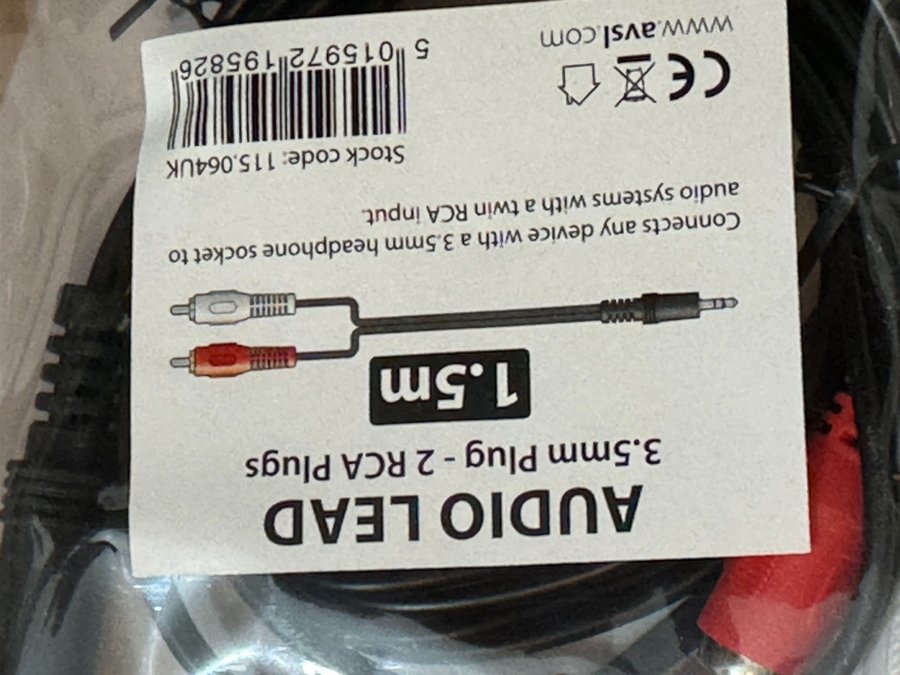 AUDIO LEAD
3.5mm Plug - 2 RCA Plugs
1.5m
Connects any device with a 3.5mm headphone socket to
audio systems with a twin RCA input.
Stock code: 115.064UK
5 015972 195826
CE
www.avsl.com